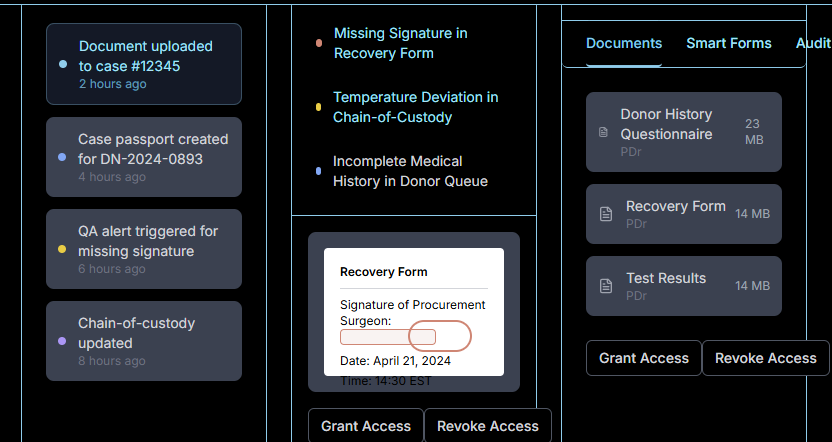 Document uploaded
to case #12345
2 hours ago
Case passport created
for DN-2024-0893
4 hours ago
QA alert triggered for
missing signature
6 hours ago
Chain-of-custody
updated
8 hours ago
Missing Signature in
Recovery Form
Temperature Deviation in
Chain-of-Custody
Incomplete Medical
History in Donor Queue
Recovery Form
Signature of Procurement
Surgeon:
Date: April 21, 2024
Time: 14:30 EST
Grant Access
Revoke Access
Documents
Smart Forms
Audit
Donor History
Questionnaire
PDr
23
MB
Recovery Form
PDr
14 MB
Test Results
PDr
14 MB
Grant Access
Revoke Access